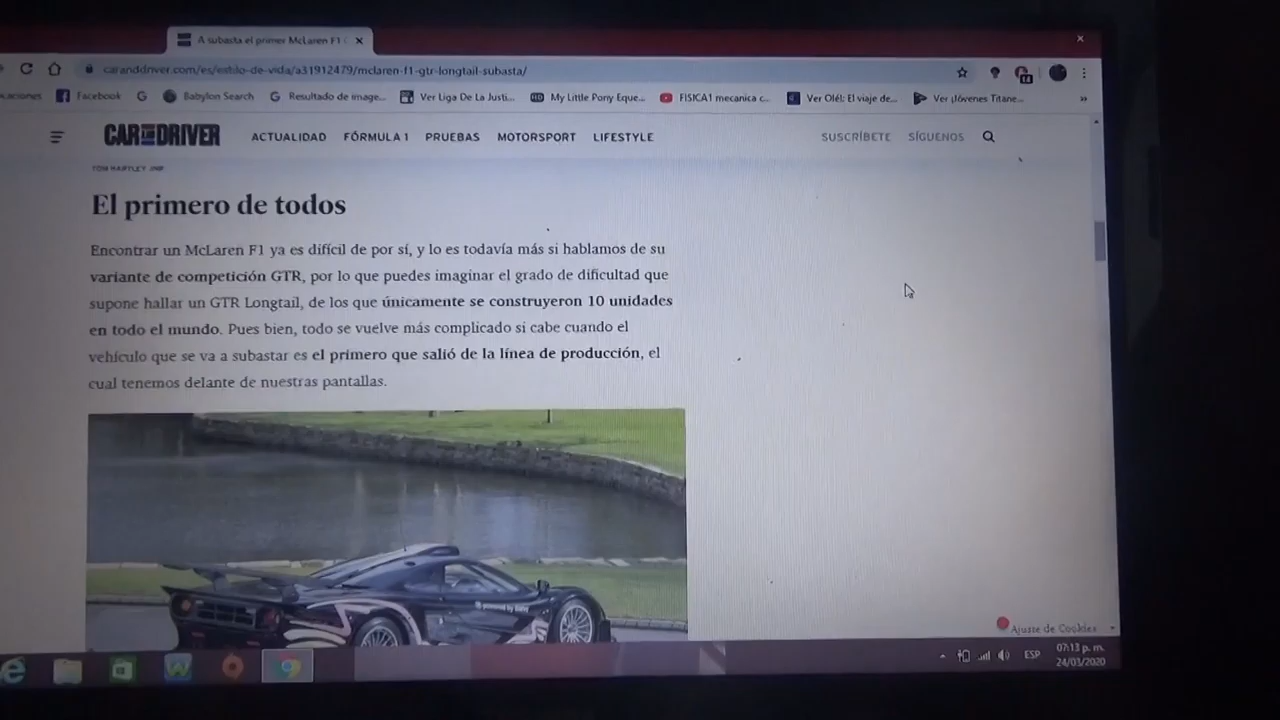 A subasta el primer McLaren F1
caranddriver.com/es/estilo-de-vida/a31912479/mclaren-f1-gtr-longtail-subasta/
Facebook
Babylon Search
Resultado de image...
Ver Liga De La Justi...
My Little Pony Eque...
FISICA1 mecanica c...
Ver Olé!: El viaje de...
Ver ¡Jóvenes Titane...
»
CAR AND DRIVER
ACTUALIDAD
FÓRMULA 1
PRUEBAS
MOTORSPORT
LIFESTYLE
SUSCRÍBETE
SÍGUENOS
TOM HARTLEY JNR
El primero de todos
Encontrar un McLaren F1 ya es difícil de por sí, y lo es todavía más si hablamos de su
variante de competición GTR, por lo que puedes imaginar el grado de dificultad que
supone hallar un GTR Longtail, de los que únicamente se construyeron 10 unidades
en todo el mundo. Pues bien, todo se vuelve más complicado si cabe cuando el
vehículo que se va a subastar es el primero que salió de la línea de producción, el
cual tenemos delante de nuestras pantallas.
Ajuste de Cookies
ESP
07:13 p. m.
24/03/2020